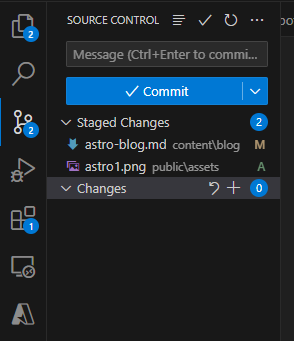 SOURCE CONTROL
Message (Ctrl+Enter to commi...
Commit
Staged Changes 2
astro-blog.md content\blog M
astro1.png public\assets A
Changes 0
2
2
1